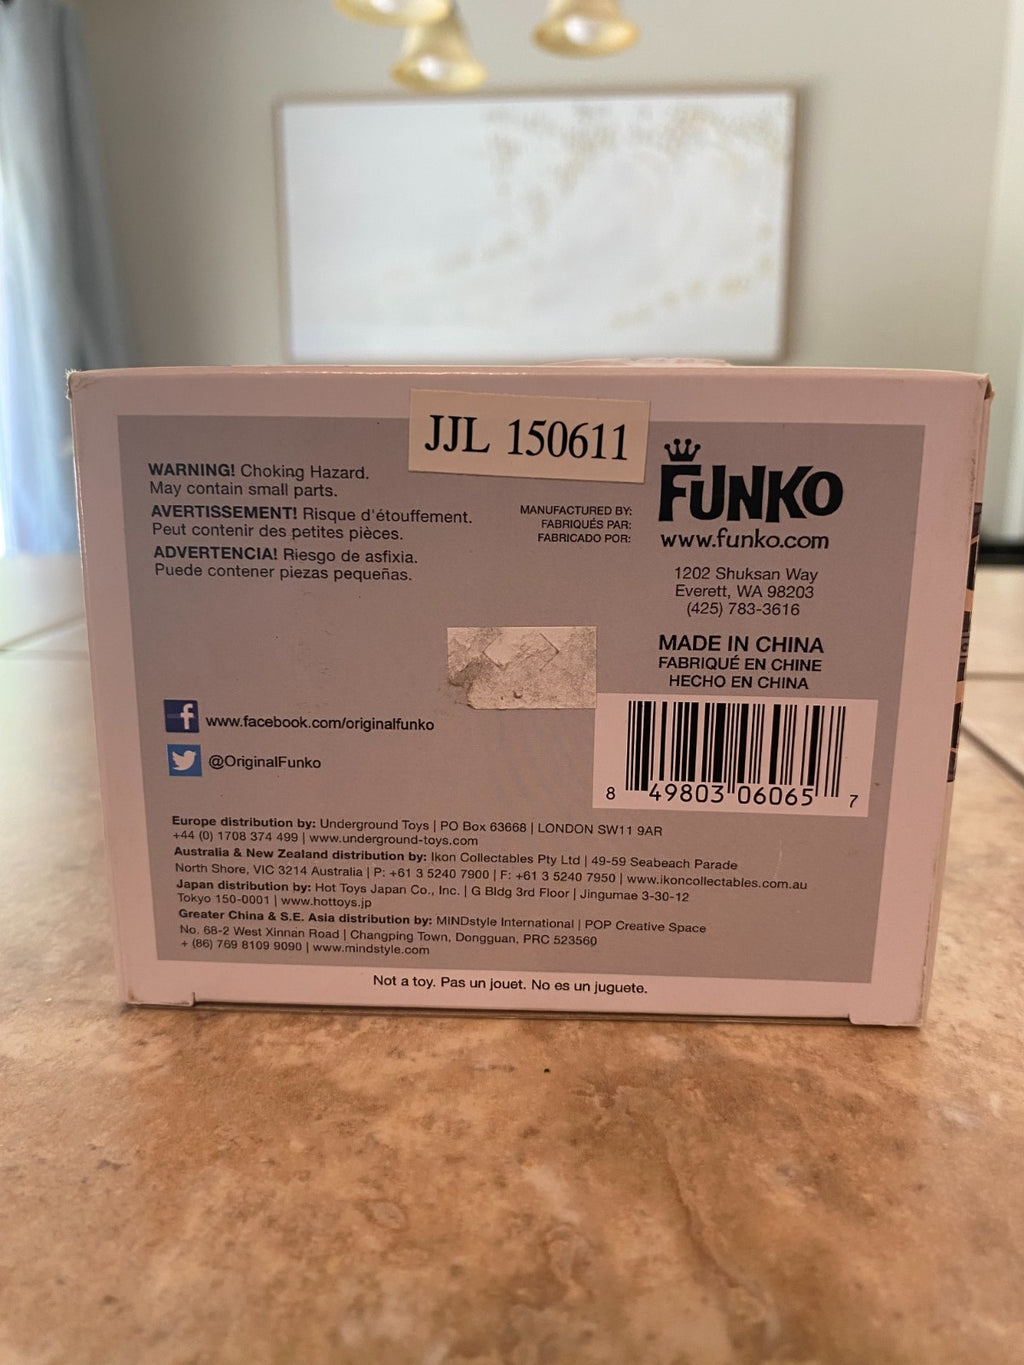 JJL 150611
WARNING! Choking Hazard.
May contain small parts.
AVERTISSEMENT! Risque d'étouffement.
Peut contenir des petites pièces.
ADVERTENCIA! Riesgo de asfixia.
Puede contener piezas pequeñas.
MANUFACTURED BY:
FABRIQUÉS PAR:
FABRICADO POR:
FUNKO
www.funko.com
1202 Shuksan Way
Everett, WA 98203
(425) 783-3616
MADE IN CHINA
FABRIQUÉ EN CHINE
HECHO EN CHINA
f www.facebook.com/originalfunko
@OriginalFunko
8 49803 06065 7
Europe distribution by: Underground Toys | PO Box 63668 | LONDON SW11 9AR
+44 (0) 1708 374 499 | www.underground-toys.com
Australia & New Zealand distribution by: Ikon Collectables Pty Ltd | 49-59 Seabeach Parade
North Shore, VIC 3214 Australia | P: +61 3 5240 7900 | F: +61 3 5240 7950 | www.ikoncollectables.com.au
Japan distribution by: Hot Toys Japan Co., Inc. | G Bldg 3rd Floor | Jingumae 3-30-12
Tokyo 150-0001 | www.hottoys.jp
Greater China & S.E. Asia distribution by: MINDstyle International | POP Creative Space
No. 68-2 West Xinnan Road | Changping Town, Dongguan, PRC 523560
+ (86) 769 8109 9090 | www.mindstyle.com
Not a toy. Pas un jouet. No es un juguete.